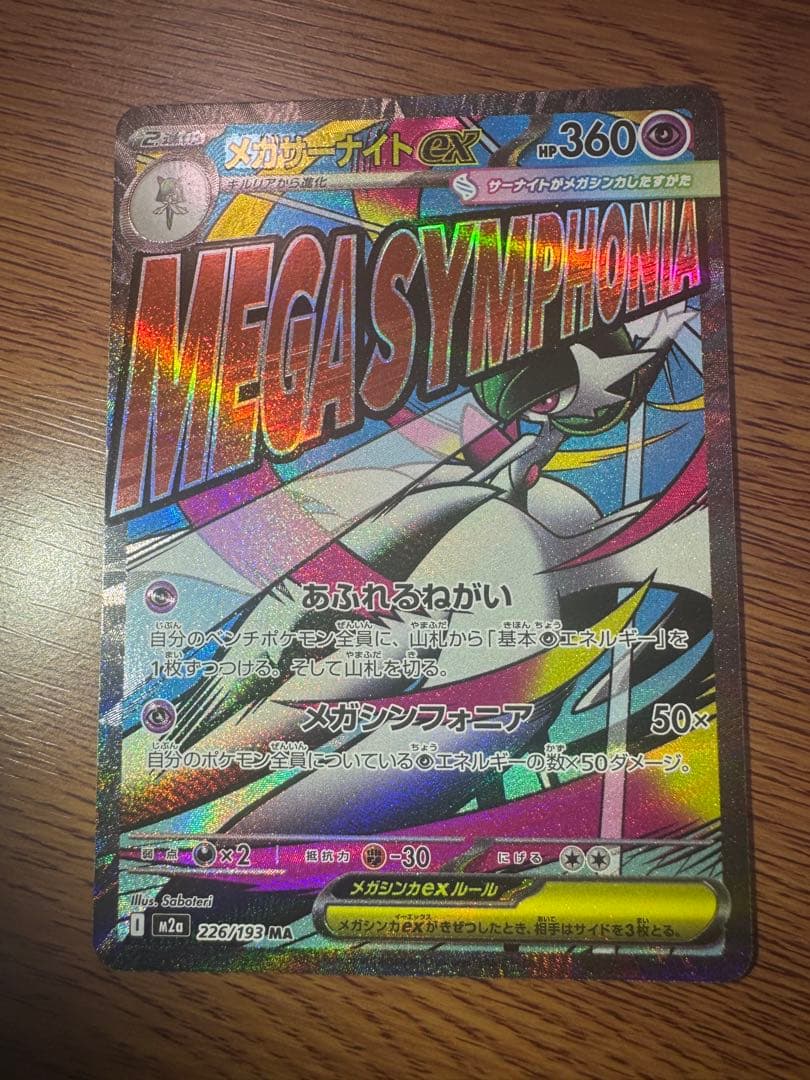 2進化 メガサーナイトex HP360
キルリアから進化 サーナイトがメガシンカしたすがた
MEGA SYMPHONIA
あふれるねがい
自分のベンチポケモン全員に、山札から「基本エネルギー」を
1枚ずつつける。そして山札を切る。
メガシンフォニア 50×
自分のポケモン全員についているエネルギーの数×50ダメージ。
弱点 ×2 抵抗力 -30 にげる
Illus. Saboteri
メガシンカexルール
I m2a 226/193 MA
メガシンカexがきぜつしたとき、相手はサイドを3枚とる。